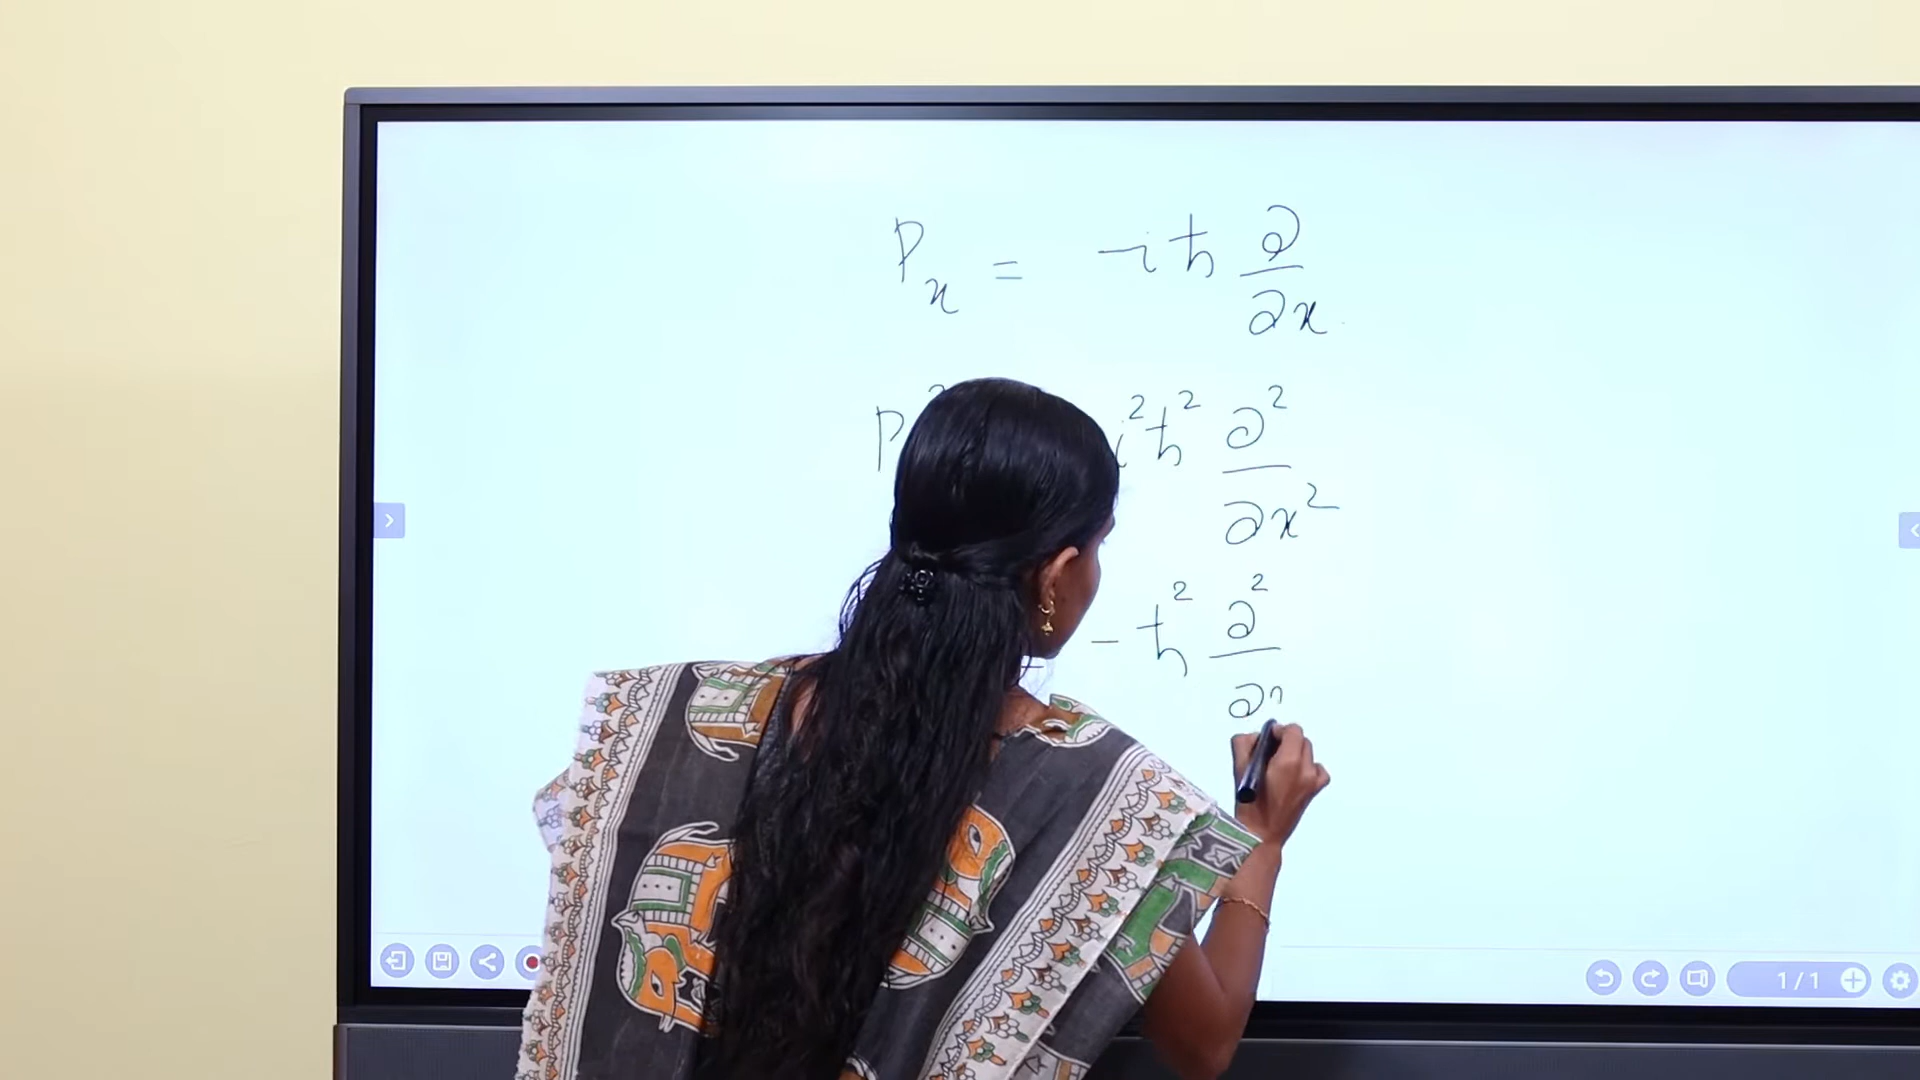 Px = -iħ ∂/∂x
P i²ħ² ∂²/∂x²
- ħ² ∂²/∂
1/1